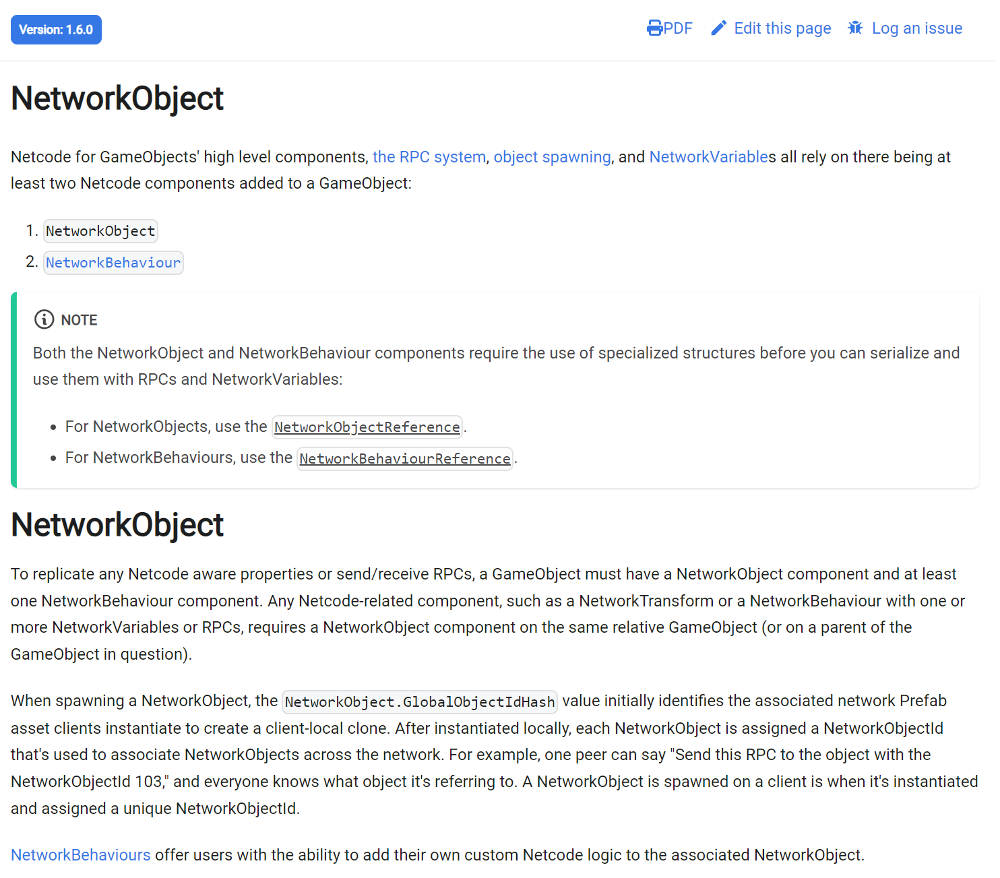 Version: 1.6.0
PDF
Edit this page
Log an issue
NetworkObject
Netcode for GameObjects' high level components, the RPC system, object spawning, and NetworkVariables all rely on there being at
least two Netcode components added to a GameObject:
1. NetworkObject
2. NetworkBehaviour
NOTE
Both the NetworkObject and NetworkBehaviour components require the use of specialized structures before you can serialize and
use them with RPCs and NetworkVariables:
• For NetworkObjects, use the NetworkObjectReference.
• For NetworkBehaviours, use the NetworkBehaviourReference.
NetworkObject
To replicate any Netcode aware properties or send/receive RPCs, a GameObject must have a NetworkObject component and at least
one NetworkBehaviour component. Any Netcode-related component, such as a NetworkTransform or a NetworkBehaviour with one or
more NetworkVariables or RPCs, requires a NetworkObject component on the same relative GameObject (or on a parent of the
GameObject in question).
When spawning a NetworkObject, the NetworkObject.GlobalObjectIdHash value initially identifies the associated network Prefab
asset clients instantiate to create a client-local clone. After instantiated locally, each NetworkObject is assigned a NetworkObjectId
that's used to associate NetworkObjects across the network. For example, one peer can say "Send this RPC to the object with the
NetworkObjectId 103," and everyone knows what object it's referring to. A NetworkObject is spawned on a client is when it's instantiated
and assigned a unique NetworkObjectId.
NetworkBehaviours offer users with the ability to add their own custom Netcode logic to the associated NetworkObject.